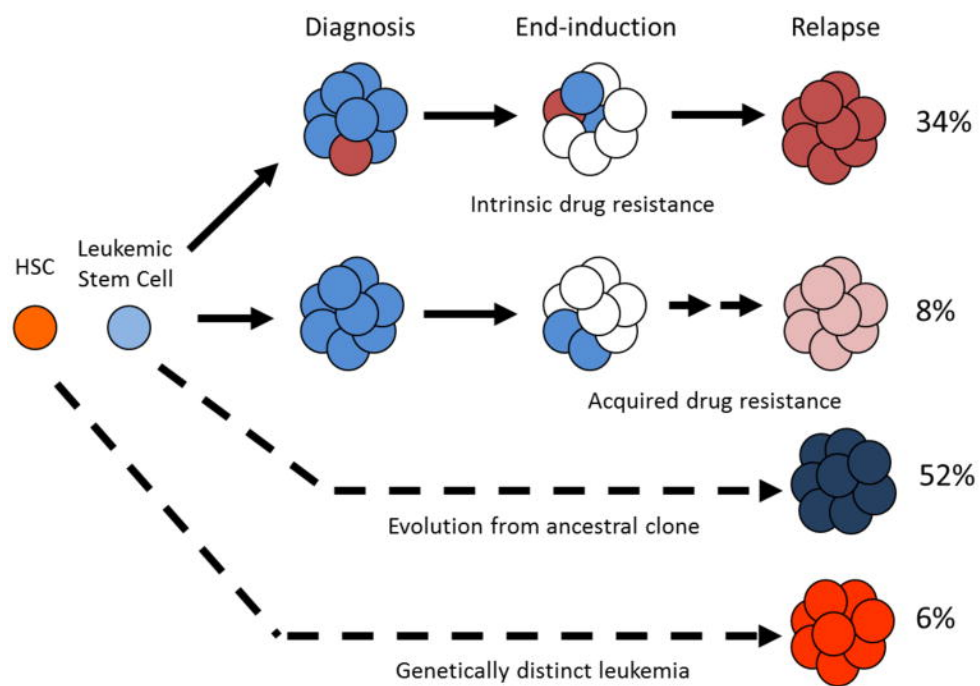 Diagnosis
End-induction
Relapse
34%
Intrinsic drug resistance
HSC
Leukemic
Stem Cell
8%
Acquired drug resistance
52%
Evolution from ancestral clone
6%
Genetically distinct leukemia